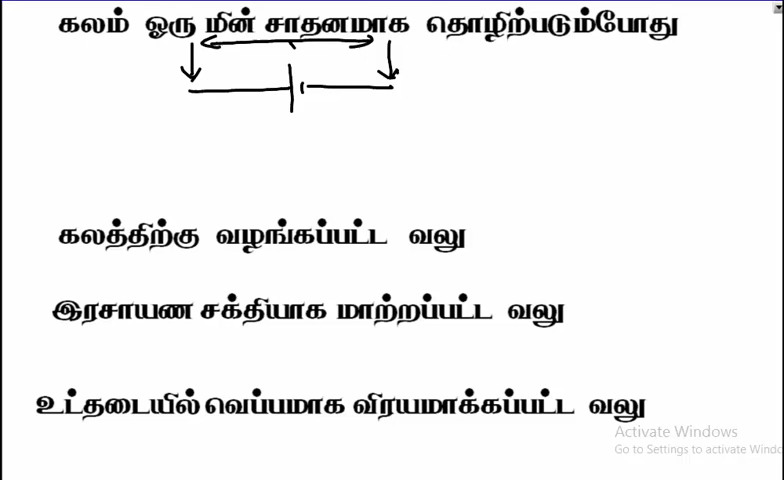 கலம் ஓரு மின் சாதனமாக தொழிற்படும்போது
கலத்திற்கு வழங்கப்பட்ட வலு
இரசாயண சக்தியாக மாற்றப்பட்ட வலு
உட்தடையில் வெப்பமாக விரயமாக்கப்பட்ட வலு
Activate Windows
Go to Settings to activate Windo